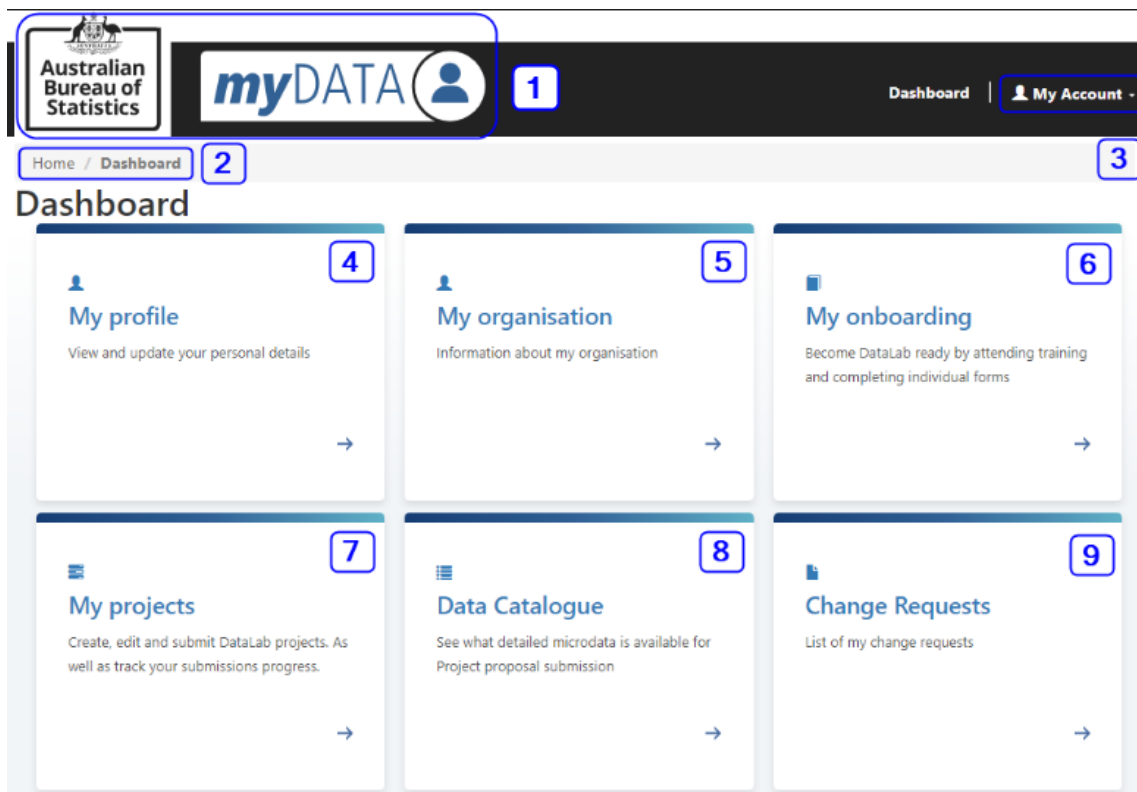 Australian
Bureau of
Statistics
myDATA
1
Dashboard | My Account
Home / Dashboard
2
3
Dashboard
4
My profile
View and update your personal details
5
My organisation
Information about my organisation
6
My onboarding
Become DataLab ready by attending training
and completing individual forms
7
My projects
Create, edit and submit DataLab projects. As
well as track your submissions progress.
8
Data Catalogue
See what detailed microdata is available for
Project proposal submission
9
Change Requests
List of my change requests